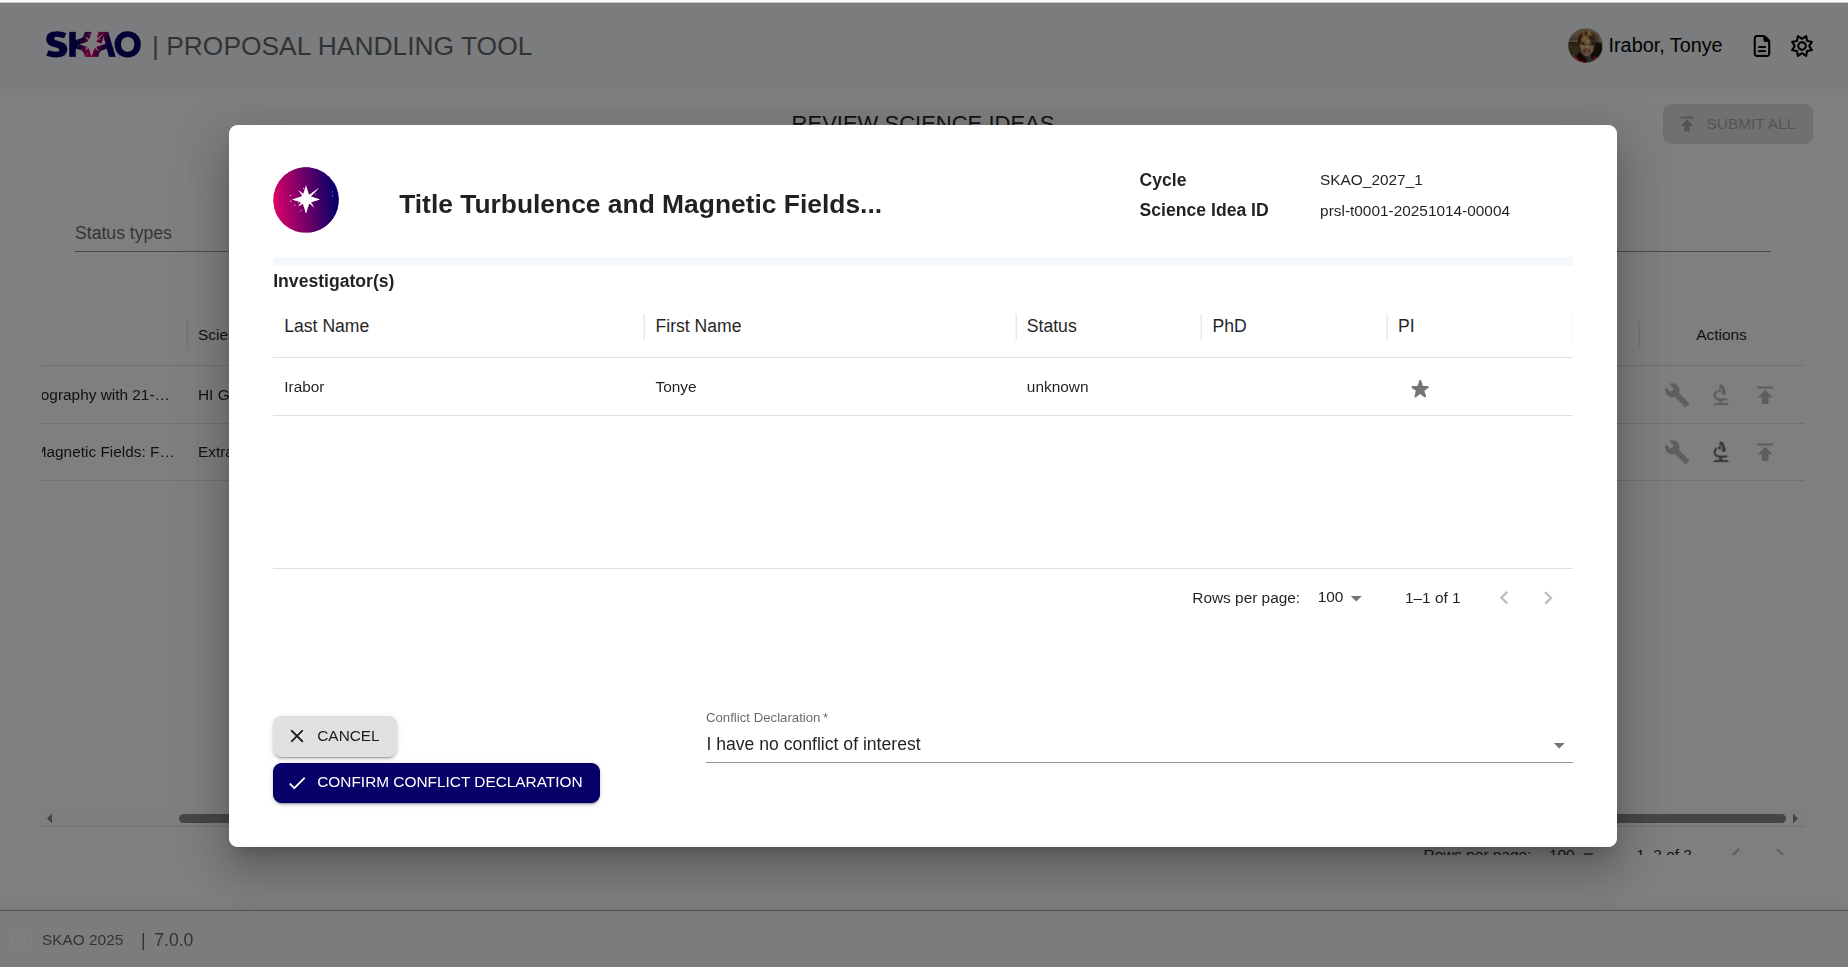 SKAO | PROPOSAL HANDLING TOOL
Irabor, Tonye
REVIEW SCIENCE IDEAS
SUBMIT ALL
Status types
Title Turbulence and Magnetic Fields...
Cycle SKAO_2027_1
Science Idea ID prsl-t0001-20251014-00004
Investigator(s)
Last Name First Name Status PhD PI
Irabor Tonye unknown
Rows per page: 100 1–1 of 1
Scie
Actions
ography with 21-... HI G
Magnetic Fields: F... Extra
CANCEL
CONFIRM CONFLICT DECLARATION
Conflict Declaration *
I have no conflict of interest
Rows per page: 100 1–2 of 2
SKAO 2025 | 7.0.0